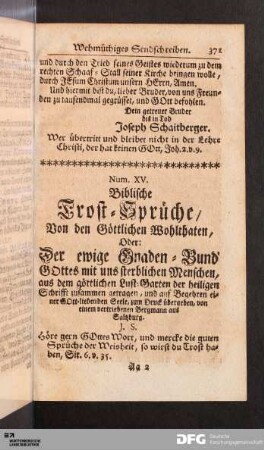 Wehmüthiges Sendschreiben. 371
und durch den Trieb seines Geistes wiederum zu dem
rechten Schaaf-Stall seiner Kirche bringen wolle,
durch JEsum Christum unsern HErrn, Amen.
Und hiermit bist du, lieber Bruder, von uns Freun-
den zu tausendmal gegrüsset, und GOtt befohlen.
Dein getreuer Bruder
bis in Tod
Joseph Schaitberger.
Wer übertritt und bleibet nicht in der Lehre
Christi, der hat keinen GOtt, Joh. 2. v. 9.
Num. XV.
Biblische
Trost-Sprüche/
Von den Göttlichen Wohlthaten,
Oder:
Der ewige Gnaden-Bund
GOttes mit uns sterblichen Menschen,
aus dem göttlichen Lust-Garten der heiligen
Schrifft zusammen getragen, und auf Begehren ei-
ner GOtt-liebenden Seele, zum Druck übergeben, von
einem vertriebenen Bergmann aus
Saltzburg.
J. S.
Höre gern GOttes Wort, und mercke die guten
Sprüche der Weisheit, so wirst du Trost ha-
ben, Sir. 6. v. 35.
Aa 2
DFG Deutsche
Forschungsgemeinschaft